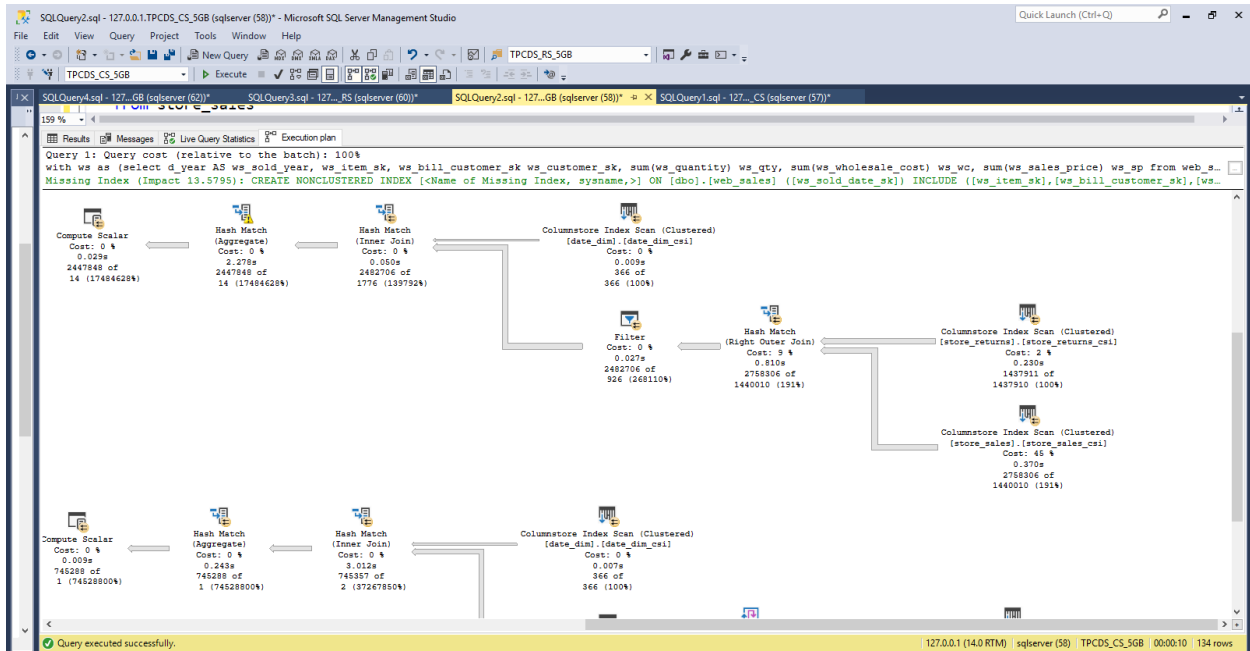 SQLQuery2.sql - 127.0.0.1.TPCDS_CS_5GB (sqlserver (58))* - Microsoft SQL Server Management Studio
Quick Launch (Ctrl+Q)
File Edit View Query Project Tools Window Help
New Query
TPCDS_RS_5GB
TPCDS_CS_5GB
Execute
SQLQuery4.sql - 127...GB (sqlserver (62))*
SQLQuery3.sql - 127..._RS (sqlserver (60))*
SQLQuery2.sql - 127...GB (sqlserver (58))*
SQLQuery1.sql - 127..._CS (sqlserver (57))*
from store_sales
159 %
Results Messages Live Query Statistics Execution plan
Query 1: Query cost (relative to the batch): 100%
with ws as (select d_year AS ws_sold_year, ws_item_sk, ws_bill_customer_sk ws_customer_sk, sum(ws_quantity) ws_qty, sum(ws_wholesale_cost) ws_wc, sum(ws_sales_price) ws_sp from web_s...
Missing Index (Impact 13.5795): CREATE NONCLUSTERED INDEX [<Name of Missing Index, sysname,>] ON [dbo].[web_sales] ([ws_sold_date_sk]) INCLUDE ([ws_item_sk],[ws_bill_customer_sk],[ws...
Compute Scalar
Cost: 0 %
0.029s
2447848 of
14 (17484628%)
Hash Match
(Aggregate)
Cost: 0 %
2.278s
2447848 of
14 (17484628%)
Hash Match
(Inner Join)
Cost: 0 %
0.050s
2482706 of
1776 (139792%)
Columnstore Index Scan (Clustered)
[date_dim].[date_dim_csi]
Cost: 0 %
0.009s
366 of
366 (100%)
Filter
Cost: 0 %
0.027s
2482706 of
926 (268110%)
Hash Match
(Right Outer Join)
Cost: 9 %
0.810s
2758306 of
1440010 (191%)
Columnstore Index Scan (Clustered)
[store_returns].[store_returns_csi]
Cost: 2 %
0.230s
1437911 of
1437910 (100%)
Columnstore Index Scan (Clustered)
[store_sales].[store_sales_csi]
Cost: 45 %
0.370s
2758306 of
1440010 (191%)
Compute Scalar
Cost: 0 %
0.009s
745288 of
1 (74528800%)
Hash Match
(Aggregate)
Cost: 0 %
0.243s
745288 of
1 (74528800%)
Hash Match
(Inner Join)
Cost: 0 %
3.012s
745357 of
2 (37267850%)
Columnstore Index Scan (Clustered)
[date_dim].[date_dim_csi]
Cost: 0 %
0.007s
366 of
366 (100%)
Query executed successfully.
127.0.0.1 (14.0 RTM) sqlserver (58) TPCDS_CS_5GB 00:00:10 134 rows